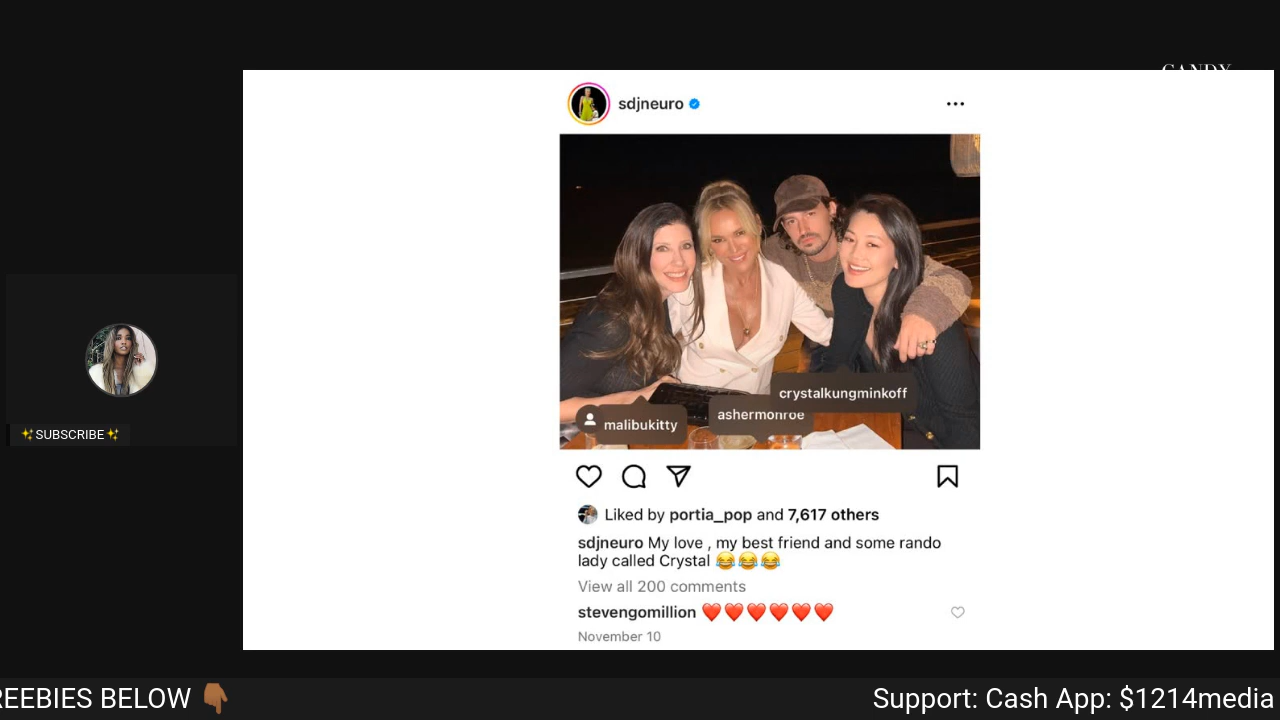 CANDY
sdjneuro
crystalkungminkoff
ashermonroe
malibukitty
Liked by portia_pop and 7,617 others
sdjneuro My love , my best friend and some rando
lady called Crystal 😂😂😂
View all 200 comments
stevengomillion ❤️❤️❤️❤️❤️❤️
November 10
✨SUBSCRIBE✨
REEBIES BELOW 👇🏾
Support: Cash App: $1214media